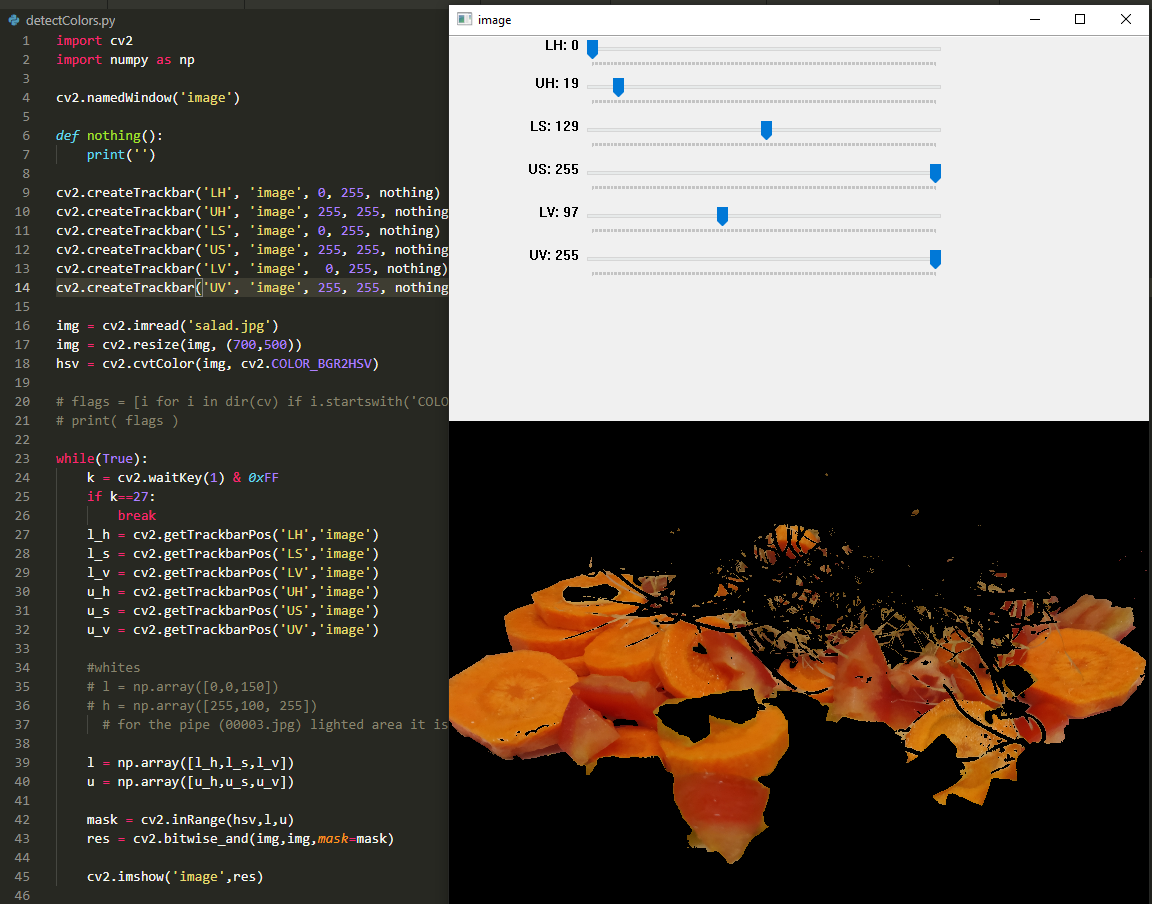 detectColors.py
1 import cv2
2 import numpy as np
3
4 cv2.namedWindow('image')
5
6 def nothing():
7 print('')
8
9 cv2.createTrackbar('LH', 'image', 0, 255, nothing)
10 cv2.createTrackbar('UH', 'image', 255, 255, nothing
11 cv2.createTrackbar('LS', 'image', 0, 255, nothing)
12 cv2.createTrackbar('US', 'image', 255, 255, nothing
13 cv2.createTrackbar('LV', 'image',  0, 255, nothing)
14 cv2.createTrackbar('UV', 'image', 255, 255, nothing
15
16 img = cv2.imread('salad.jpg')
17 img = cv2.resize(img, (700,500))
18 hsv = cv2.cvtColor(img, cv2.COLOR_BGR2HSV)
19
20 # flags = [i for i in dir(cv) if i.startswith('COLO
21 # print( flags )
22
23 while(True):
24 k = cv2.waitKey(1) & 0xFF
25 if k==27:
26 break
27 l_h = cv2.getTrackbarPos('LH','image')
28 l_s = cv2.getTrackbarPos('LS','image')
29 l_v = cv2.getTrackbarPos('LV','image')
30 u_h = cv2.getTrackbarPos('UH','image')
31 u_s = cv2.getTrackbarPos('US','image')
32 u_v = cv2.getTrackbarPos('UV','image')
33
34 #whites
35 # l = np.array([0,0,150])
36 # h = np.array([255,100, 255])
37 # for the pipe (00003.jpg) lighted area it is
38
39 l = np.array([l_h,l_s,l_v])
40 u = np.array([u_h,u_s,u_v])
41
42 mask = cv2.inRange(hsv,l,u)
43 res = cv2.bitwise_and(img,img,mask=mask)
44
45 cv2.imshow('image',res)
46
image
LH: 0
UH: 19
LS: 129
US: 255
LV: 97
UV: 255